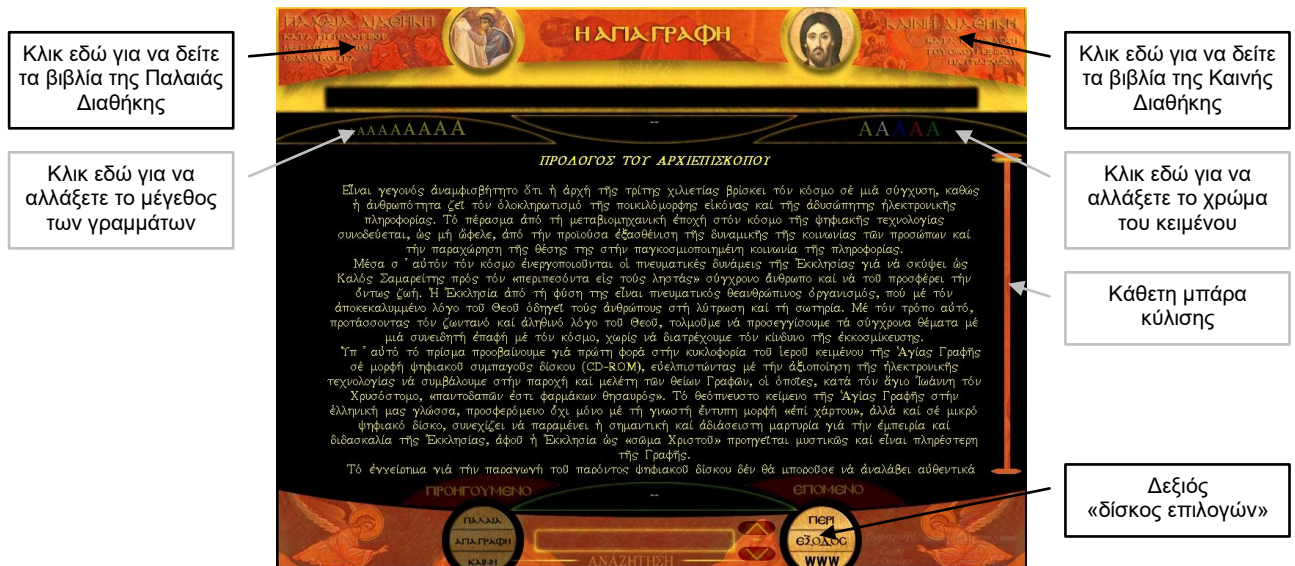 ΠΑΛΑΙΑ ΔΙΑΘΗΚΗ
ΚΑΤΑ ΤΗΝ ΕΛΛΗΝΙΚΗ
Η ΑΓΙΑ ΓΡΑΦΗ
ΚΑΙΝΗ ΔΙΑΘΗΚΗ
Κλικ εδώ για να δείτε
τα βιβλία της Παλαιάς
Διαθήκης
Κλικ εδώ για να δείτε
τα βιβλία της Καινής
Διαθήκης
ΑΑΑΑΑΑΑΑ
--
ΑΑΑΑΑ
Κλικ εδώ για να
αλλάξετε το μέγεθος
των γραμμάτων
Κλικ εδώ για να
αλλάξετε το χρώμα
του κειμένου
Κάθετη μπάρα
κύλισης
ΠΡΟΛΟΓΟΣ ΤΟΥ ΑΡΧΙΕΠΙΣΚΟΠΟΥ
Εἶναι γεγονός ἀναμφισβήτητο ὅτι ἡ ἀρχή τῆς τρίτης χιλιετίας βρίσκει τόν κόσμο σέ μιά σύγχυση, καθώς
ἡ ἀνθρωπότητα ζεῖ τόν ὁλοκληρωτισμό τῆς ποικιλόμορφης εἰκόνας καί τῆς ἀδυσώπητης ἠλεκτρονικῆς
πληροφορίας. Τό πέρασμα ἀπό τή μεταβιομηχανική ἐποχή στόν κόσμο τῆς ψηφιακῆς τεχνολογίας
συνοδεύεται, ὡς μή ὤφελε, ἀπό τήν προϊούσα ἐξασθένιση τῆς δυναμικῆς τῆς κοινωνίας τῶν προσώπων καί
τήν παραχώρηση τῆς θέσης της στήν παγκοσμιοποιημένη κοινωνία τῆς πληροφορίας.
Μέσα σ᾽ αὐτόν τόν κόσμο ἐνεργοποιοῦνται οἱ πνευματικές δυνάμεις τῆς Ἐκκλησίας γιά νά σκύψει ὡς
Καλός Σαμαρείτης πρός τόν «περιπεσόντα εἰς τούς ληστάς» σύγχρονο ἄνθρωπο καί νά τοῦ προσφέρει τήν
ὄντως ζωή. Ἡ Ἐκκλησία ἀπό τή φύση της εἶναι πνευματικός θεανθρώπινος ὀργανισμός, πού μέ τόν
ἀποκεκαλυμμένο λόγο τοῦ Θεοῦ ὁδηγεῖ τούς ἀνθρώπους στή λύτρωση καί τή σωτηρία. Μέ τόν τρόπο αὐτό,
προτάσσοντας τόν ζωντανό καί ἀληθινό λόγο τοῦ Θεοῦ, τολμοῦμε νά προσεγγίσουμε τά σύγχρονα θέματα μέ
μιά συνειδητή ἐπαφή μέ τόν κόσμο, χωρίς νά διατρέχουμε τόν κίνδυνο τῆς ἐκκοσμίκευσης.
Ὑπ᾽ αὐτό τό πρίσμα προοβαίνουμε γιά πρώτη φορά στήν κυκλοφορία τοῦ ἱεροῦ κειμένου τῆς Ἁγίας Γραφῆς
σέ μορφή ψηφιακοῦ συμπαγοῦς δίσκου (CD-ROM), εὐελπιστώντας μέ τήν ἀξιοποίηση τῆς ἠλεκτρονικῆς
τεχνολογίας νά συμβάλουμε στήν παροχή καί μελέτη τῶν θείων Γραφῶν, οἱ ὁποῖες, κατά τόν ἅγιο Ἰωάννη τόν
Χρυσόστομο, «παντοδαπῶν ἐστι φαρμάκων θησαυρός». Τό θεόπνευστο κείμενο τῆς Ἁγίας Γραφῆς στήν
ἑλληνική μας γλώσσα, προσφερόμενο ὄχι μόνο μέ τή γνωστή ἔντυπη μορφή «ἐπί χάρτου», ἀλλά καί σέ μικρό
ψηφιακό δίσκο, συνεχίζει νά παραμένει ἡ σημαντική καί ἀδιάσειστη μαρτυρία γιά τήν ἐμπειρία καί
διδασκαλία τῆς Ἐκκλησίας, ἀφοῦ ἡ Ἐκκλησία ὡς «σῶμα Χριστοῦ» προηγεῖται μυστικῶς καί εἶναι πληρέστερη
τῆς Γραφῆς.
Τό ἐγχείρημα γιά τήν παραγωγή τοῦ παρόντος ψηφιακοῦ δίσκου δέν θά μποροῦσε νά ἀναλάβει αὐθεντικά
ΠΡΟΗΓΟΥΜΕΝΟ
--
ΕΠΟΜΕΝΟ
ΠΑΛΑΙΑ
ΑΓΙΑ ΓΡΑΦΗ
ΚΑΙΝΗ
ΑΝΑΖΗΤΗΣΗ
ΠΕΡΙ
ΕΞΟΔΟΣ
WWW
Δεξιός
«δίσκος επιλογών»